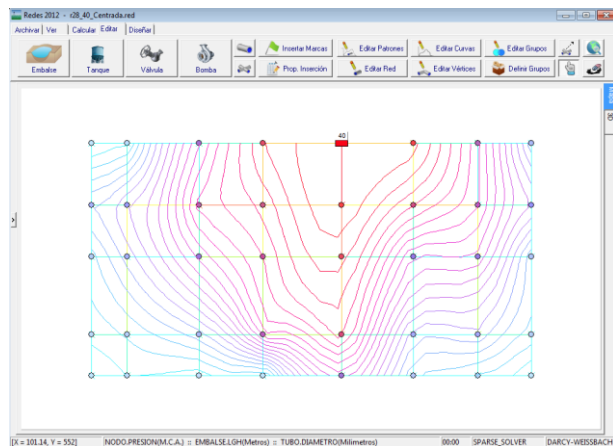 Redes 2012 - r28_40_Centrada.red
Archivar Ver Calcular Editar Diseñar
Embalse Tanque Válvula Bomba
Insertar Marcas Editar Patrones Editar Curvas Editar Grupos
Prop. Inserción Editar Red Editar Vértices Definir Grupos
3D
40
[X = 101.14, Y = 552] NODO.PRESION(M.C.A.) :: EMBALSE.LGH(Metros) :: TUBO.DIAMETRO(Milímetros) 00:00 SPARSE_SOLVER DARCY-WEISSBACH